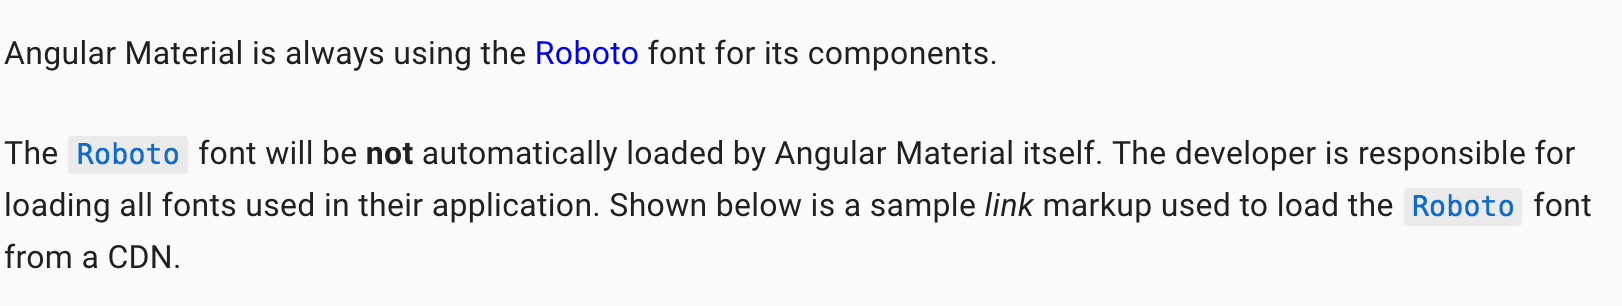 Angular Material is always using the Roboto font for its components.
The Roboto font will be not automatically loaded by Angular Material itself. The developer is responsible for
loading all fonts used in their application. Shown below is a sample link markup used to load the Roboto font
from a CDN.